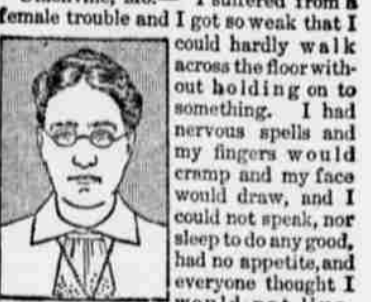 I suffered from a
female trouble and I got so weak that I
could hardly walk
across the floor with-
out holding on to
something. I had
nervous spells and
my fingers would
cramp and my face
would draw, and I
could not speak, nor
sleep to do any good,
had no appetite, and
everyone thought I